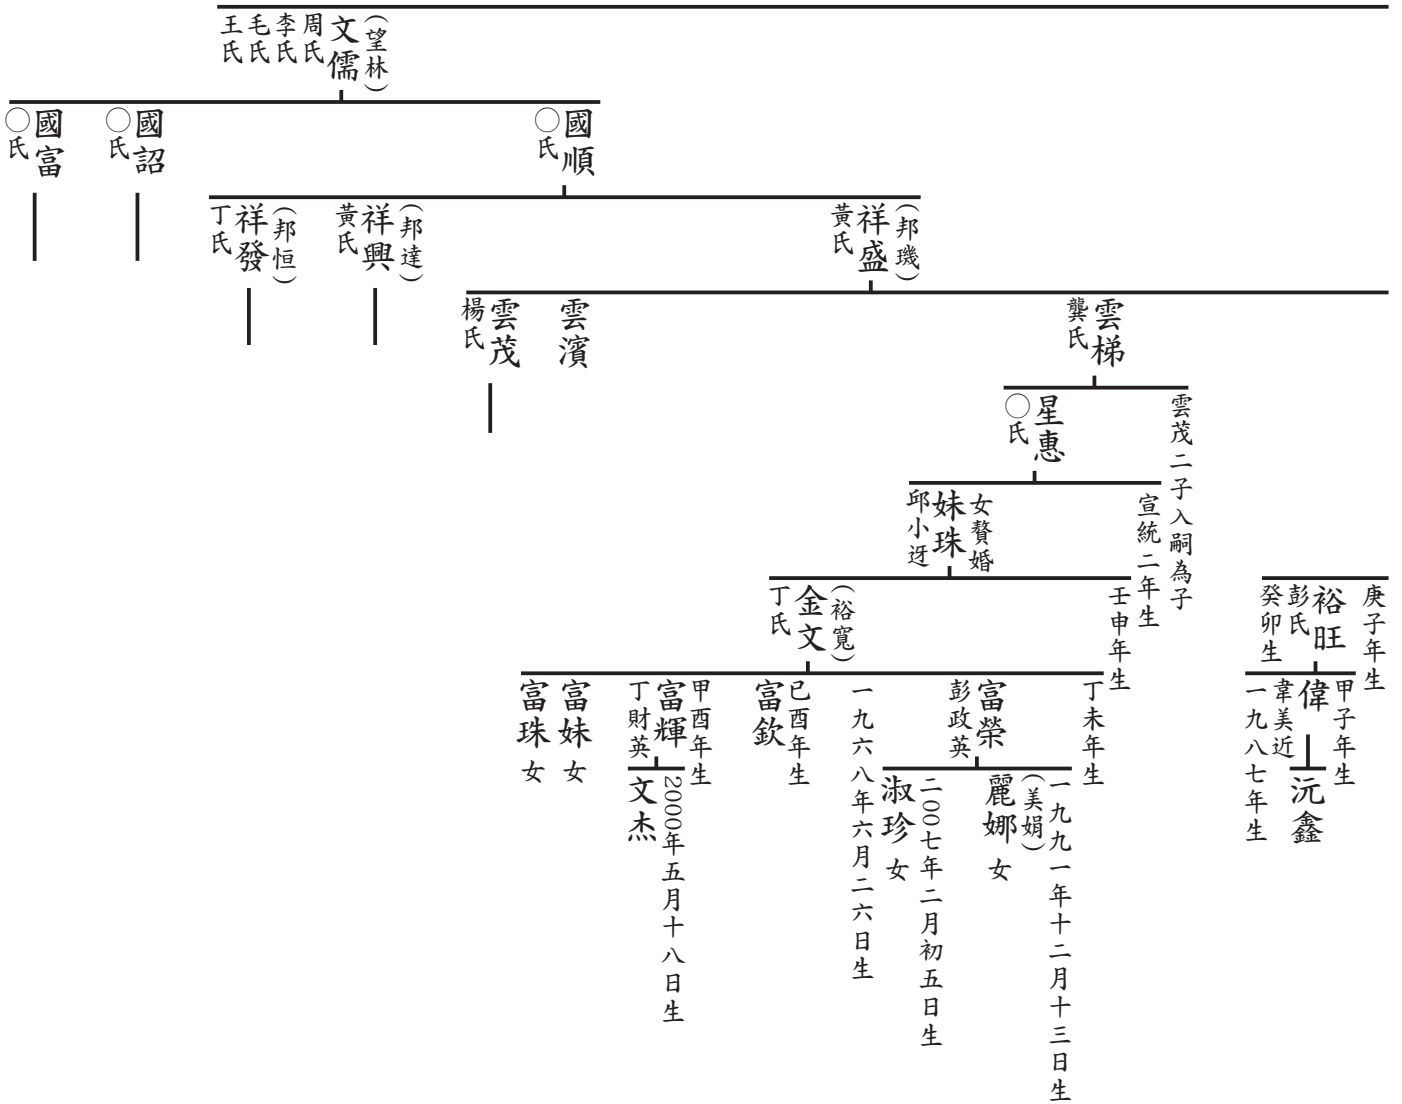 (望林)
文儒
周氏
李氏
毛氏
王氏
國順
○氏
國詔
○氏
國富
○氏
(邦璣)
祥盛
黃氏
(邦達)
祥興
黃氏
(邦恒)
祥發
丁氏
雲梯
龔氏
雲濱
雲茂
楊氏
雲茂二子入嗣為子
星惠
○氏
宣統二年生
女贅婚
妹珠
邱小迓
庚子年生
裕旺
彭氏
癸卯生
壬申年生
(裕寬)
金文
丁氏
甲子年生
偉
韋美近
一九八七年生
丁未年生
富榮
彭政英
一九六八年六月二六日生
已酉年生
富欽
甲酉年生
富輝
丁財英
富妹 女
富珠 女
沅鑫
一九九一年十二月十三日生
(美娟)
麗娜 女
二00七年二月初五日生
淑珍 女
2000年五月十八日生
文杰